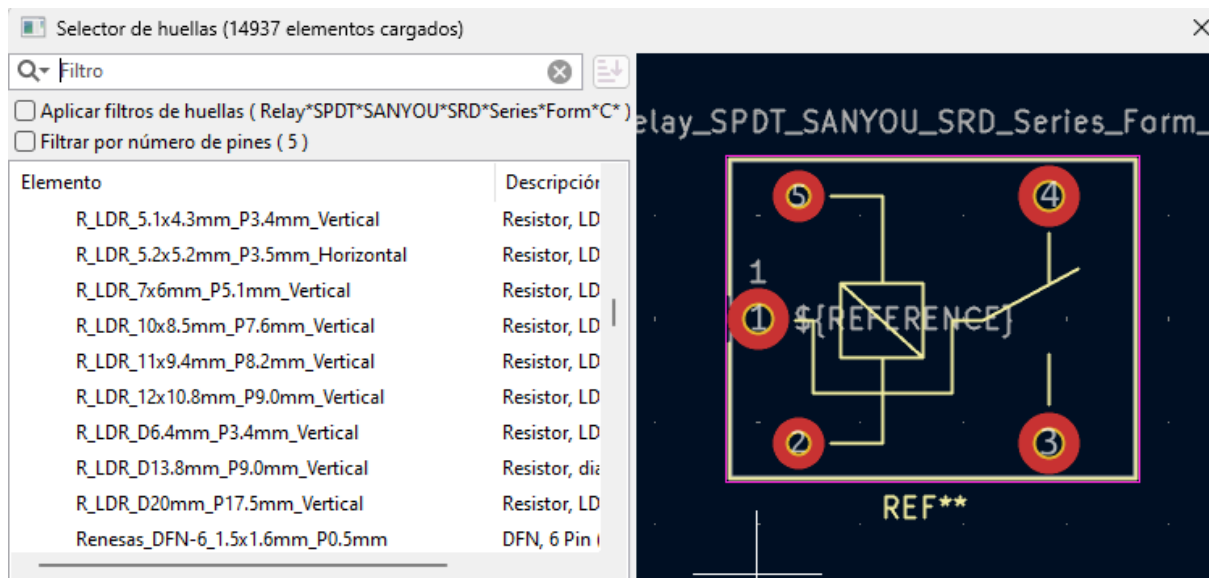 Selector de huellas (14937 elementos cargados)
Filtro
Aplicar filtros de huellas ( Relay*SPDT*SANYOU*SRD*Series*Form*C* )
Filtrar por número de pines ( 5 )
Elemento Descripción
R_LDR_5.1x4.3mm_P3.4mm_Vertical Resistor, LD
R_LDR_5.2x5.2mm_P3.5mm_Horizontal Resistor, LD
R_LDR_7x6mm_P5.1mm_Vertical Resistor, LD
R_LDR_10x8.5mm_P7.6mm_Vertical Resistor, LD
R_LDR_11x9.4mm_P8.2mm_Vertical Resistor, LD
R_LDR_12x10.8mm_P9.0mm_Vertical Resistor, LD
R_LDR_D6.4mm_P3.4mm_Vertical Resistor, LD
R_LDR_D13.8mm_P9.0mm_Vertical Resistor, dia
R_LDR_D20mm_P17.5mm_Vertical Resistor, LD
Renesas_DFN-6_1.5x1.6mm_P0.5mm DFN, 6 Pin (
elay_SPDT_SANYOU_SRD_Series_Form_
5 4
1
1 ${REFERENCE}
2 3
REF**